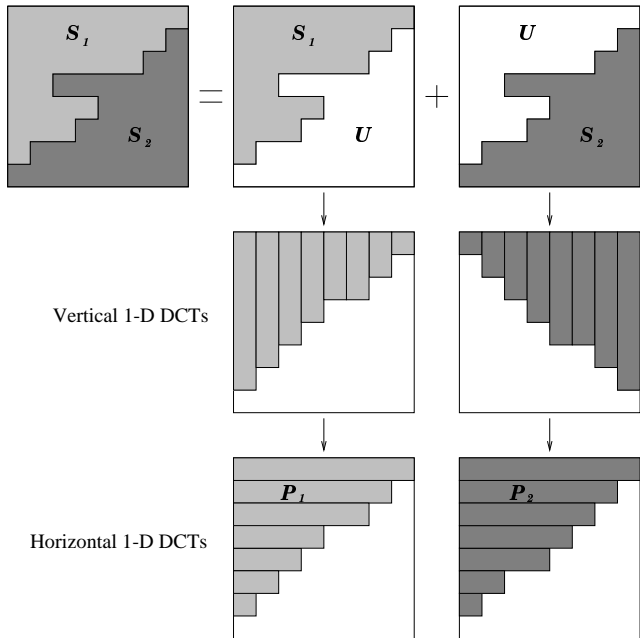 S₁ S₁ U
= +
S₂ U S₂
Vertical 1-D DCTs
P₁ P₂
Horizontal 1-D DCTs